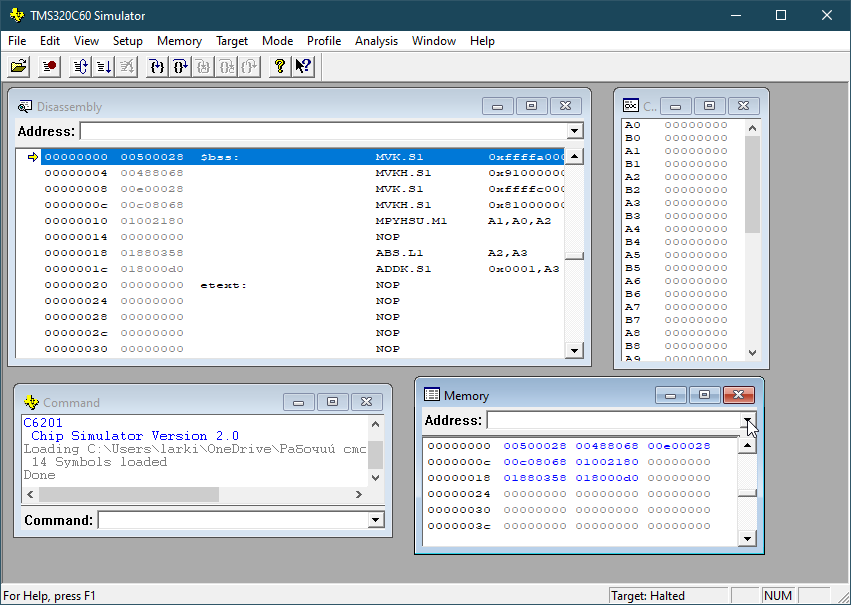 TMS320C60 Simulator
File Edit View Setup Memory Target Mode Profile Analysis Window Help
Disassembly
Address:
00000000 00500028 $bss: MVK.S1 0xffffa000
00000004 00488068 MVKH.S1 0x91000000
00000008 00e00028 MVK.S1 0xffffc000
0000000c 00c08068 MVKH.S1 0x81000000
00000010 01002180 MPYHSU.M1 A1,A0,A2
00000014 00000000 NOP
00000018 01880358 ABS.L1 A2,A3
0000001c 018000d0 ADDK.S1 0x0001,A3
00000020 00000000 etext: NOP
00000024 00000000 NOP
00000028 00000000 NOP
0000002c 00000000 NOP
00000030 00000000 NOP
C..
A0 00000000
B0 00000000
A1 00000000
B1 00000000
A2 00000000
B2 00000000
A3 00000000
B3 00000000
A4 00000000
B4 00000000
A5 00000000
B5 00000000
A6 00000000
B6 00000000
A7 00000000
B7 00000000
A8 00000000
B8 00000000
A9 00000000
Command
C6201
Chip Simulator Version 2.0
Loading C:\Users\larki\OneDrive\Рабочий сто
14 Symbols loaded
Done
Command:
Memory
Address:
00000000 00500028 00488068 00e00028
0000000c 00c08068 01002180 00000000
00000018 01880358 018000d0 00000000
00000024 00000000 00000000 00000000
00000030 00000000 00000000 00000000
0000003c 00000000 00000000 00000000
For Help, press F1
Target: Halted
NUM